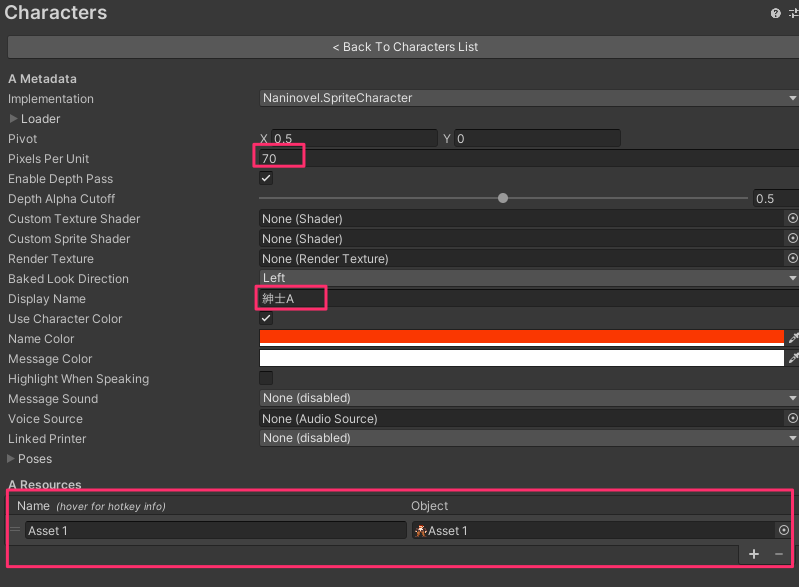 Characters
< Back To Characters List
A Metadata
Implementation Naninovel.SpriteCharacter
Loader
Pivot X 0.5 Y 0
Pixels Per Unit 70
Enable Depth Pass
Depth Alpha Cutoff 0.5
Custom Texture Shader None (Shader)
Custom Sprite Shader None (Shader)
Render Texture None (Render Texture)
Baked Look Direction Left
Display Name 紳士A
Use Character Color
Name Color
Message Color
Highlight When Speaking
Message Sound None (disabled)
Voice Source None (Audio Source)
Linked Printer None (disabled)
Poses
A Resources
Name (hover for hotkey info) Object
Asset 1 Asset 1